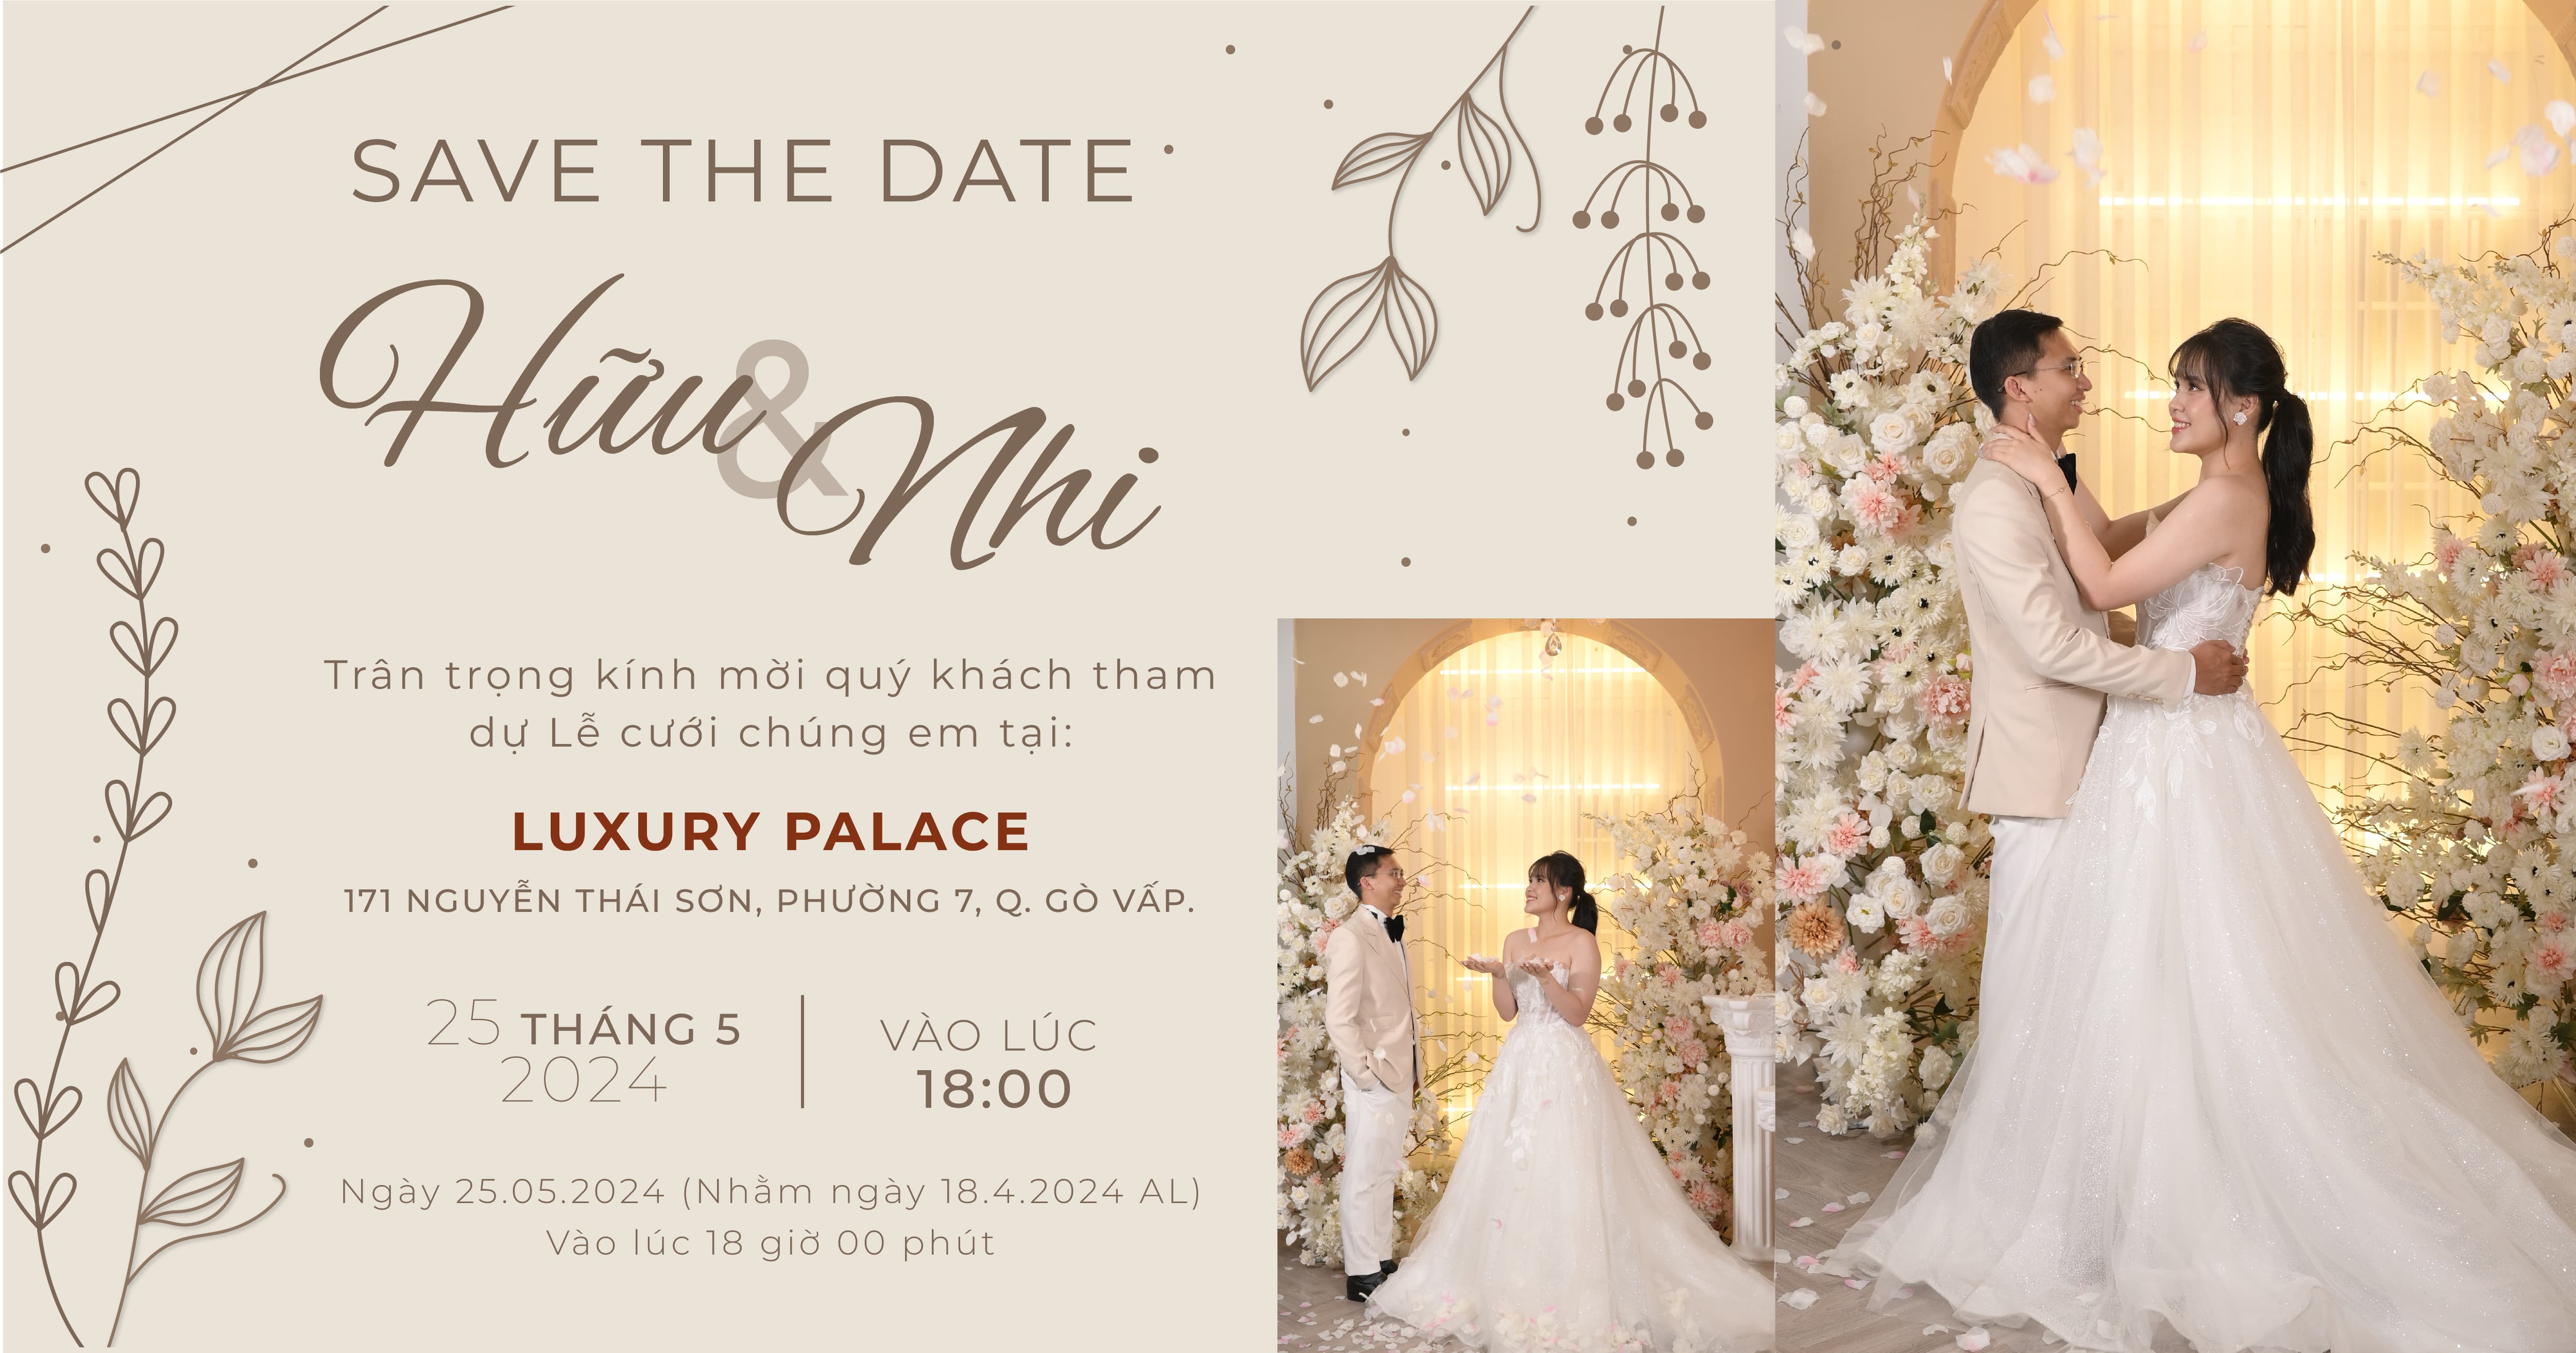 SAVE THE DATE
Hữu & Nhi
Trân trọng kính mời quý khách tham
dự Lễ cưới chúng em tại:
LUXURY PALACE
171 NGUYỄN THÁI SƠN, PHƯỜNG 7, Q. GÒ VẤP.
25 THÁNG 5
2024
VÀO LÚC
18:00
Ngày 25.05.2024 (Nhằm ngày 18.4.2024 AL)
Vào lúc 18 giờ 00 phút